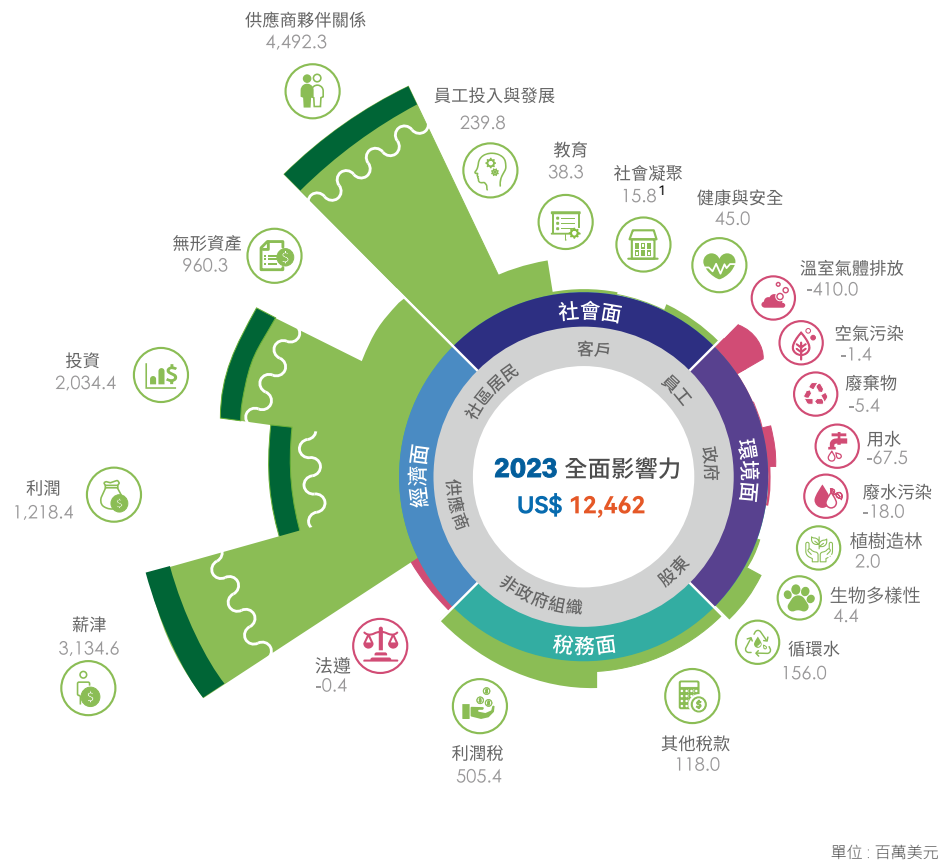 供應商夥伴關係
4,492.3
員工投入與發展
239.8
教育
38.3
社會凝聚
15.8¹
健康與安全
45.0
溫室氣體排放
-410.0
空氣污染
-1.4
廢棄物
-5.4
用水
-67.5
廢水污染
-18.0
植樹造林
2.0
生物多樣性
4.4
循環水
156.0
其他稅款
118.0
利潤稅
505.4
法遵
-0.4
薪津
3,134.6
利潤
1,218.4
投資
2,034.4
無形資產
960.3
社會面
環境面
稅務面
經濟面
客戶
員工
政府
股東
非政府組織
供應商
社區居民
2023 全面影響力
US$ 12,462
單位 : 百萬美元